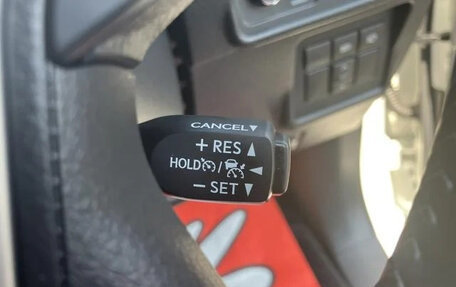 CANCEL▼
+ RES ▲
HOLD / ◀
− SET ▼